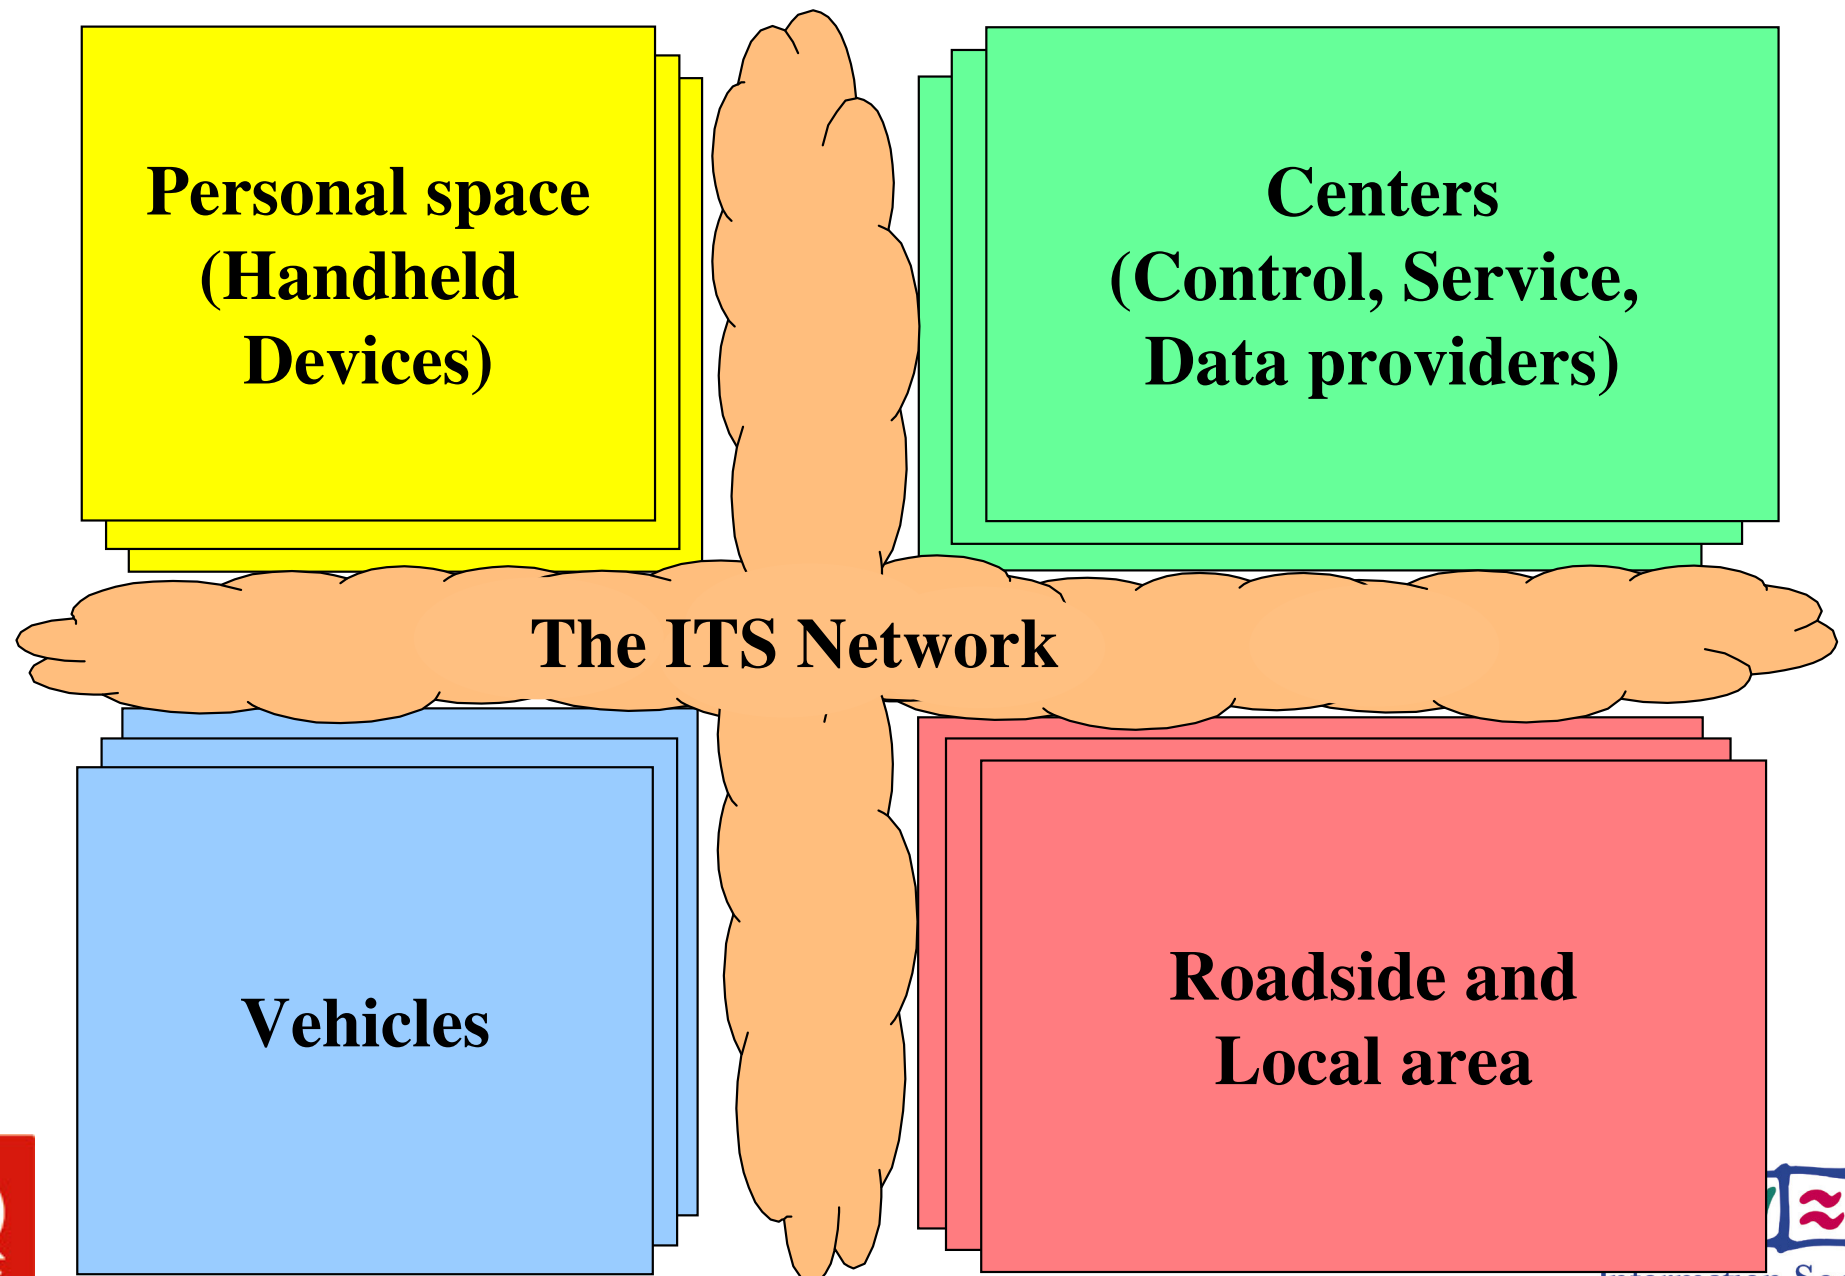 Personal space
(Handheld
Devices)
Centers
(Control, Service,
Data providers)
The ITS Network
Vehicles
Roadside and
Local area